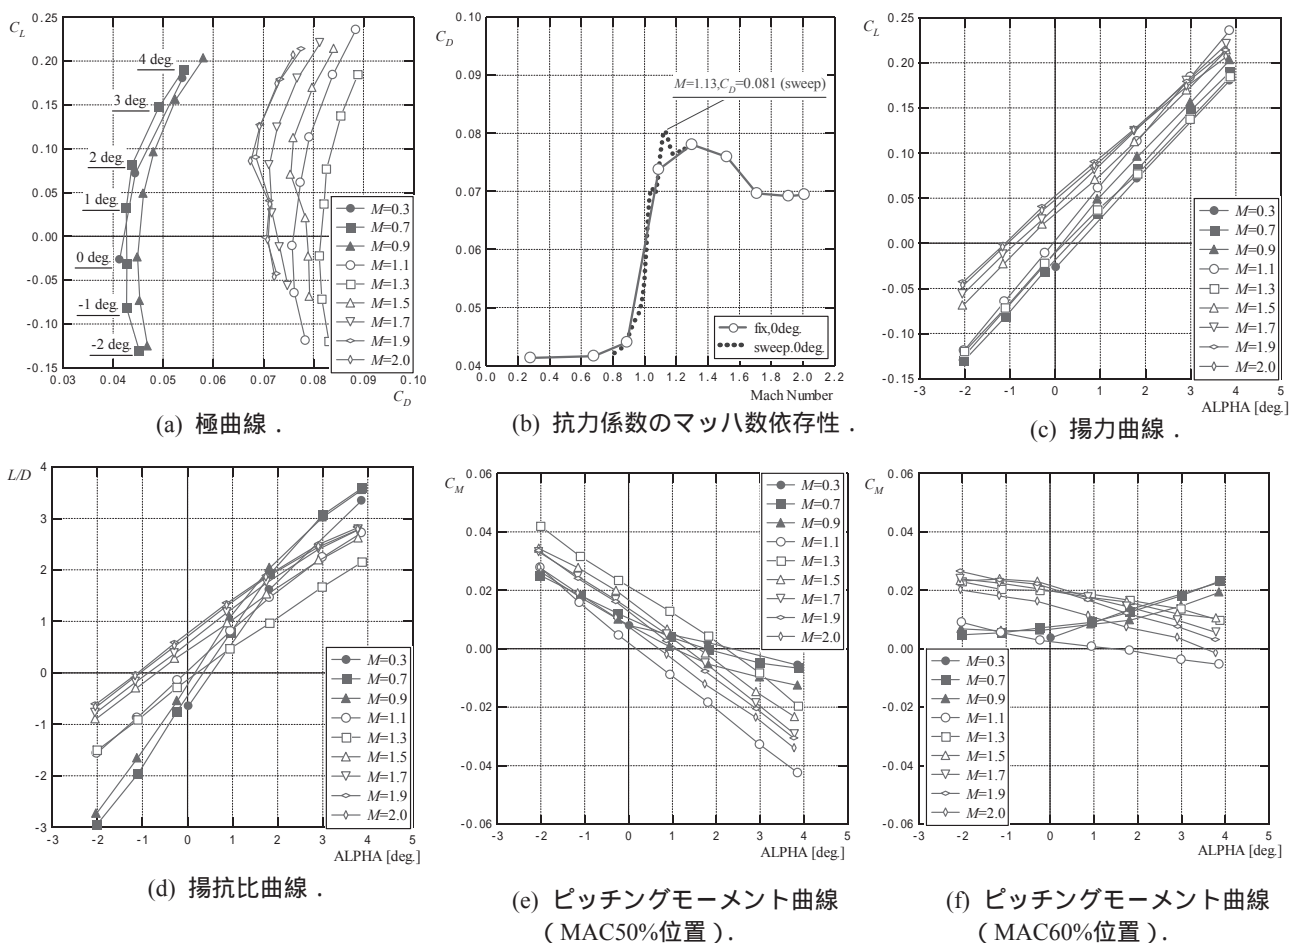 C_L
0.25
0.20
0.15
0.10
0.05
0.00
-0.05
-0.10
-0.15
4 deg.
3 deg.
2 deg.
1 deg.
0 deg.
-1 deg.
-2 deg.
M=0.3
M=0.7
M=0.9
M=1.1
M=1.3
M=1.5
M=1.7
M=1.9
M=2.0
0.03 0.04 0.05 0.06 0.07 0.08 0.09 0.10
C_D
(a) 極曲線．
C_D
0.10
0.09
0.08
0.07
0.06
0.05
0.04
M=1.13,C_D=0.081 (sweep)
fix,0deg.
sweep.0deg.
0.0 0.2 0.4 0.6 0.8 1.0 1.2 1.4 1.6 1.8 2.0 2.2
Mach Number
(b) 抗力係数のマッハ数依存性．
C_L
0.25
0.20
0.15
0.10
0.05
0.00
-0.05
-0.10
-0.15
M=0.3
M=0.7
M=0.9
M=1.1
M=1.3
M=1.5
M=1.7
M=1.9
M=2.0
-3 -2 -1 0 1 2 3 4 5
ALPHA [deg.]
(c) 揚力曲線．
L/D
4
3
2
1
0
-1
-2
-3
M=0.3
M=0.7
M=0.9
M=1.1
M=1.3
M=1.5
M=1.7
M=1.9
M=2.0
-3 -2 -1 0 1 2 3 4 5
ALPHA [deg.]
(d) 揚抗比曲線．
C_M
0.06
0.04
0.02
0.00
-0.02
-0.04
-0.06
M=0.3
M=0.7
M=0.9
M=1.1
M=1.3
M=1.5
M=1.7
M=1.9
M=2.0
-3 -2 -1 0 1 2 3 4 5
ALPHA [deg.]
(e) ピッチングモーメント曲線
（MAC50%位置）．
C_M
0.06
0.04
0.02
0.00
-0.02
-0.04
-0.06
M=0.3
M=0.7
M=0.9
M=1.1
M=1.3
M=1.5
M=1.7
M=1.9
M=2.0
-3 -2 -1 0 1 2 3 4 5
ALPHA [deg.]
(f) ピッチングモーメント曲線
（MAC60%位置）．